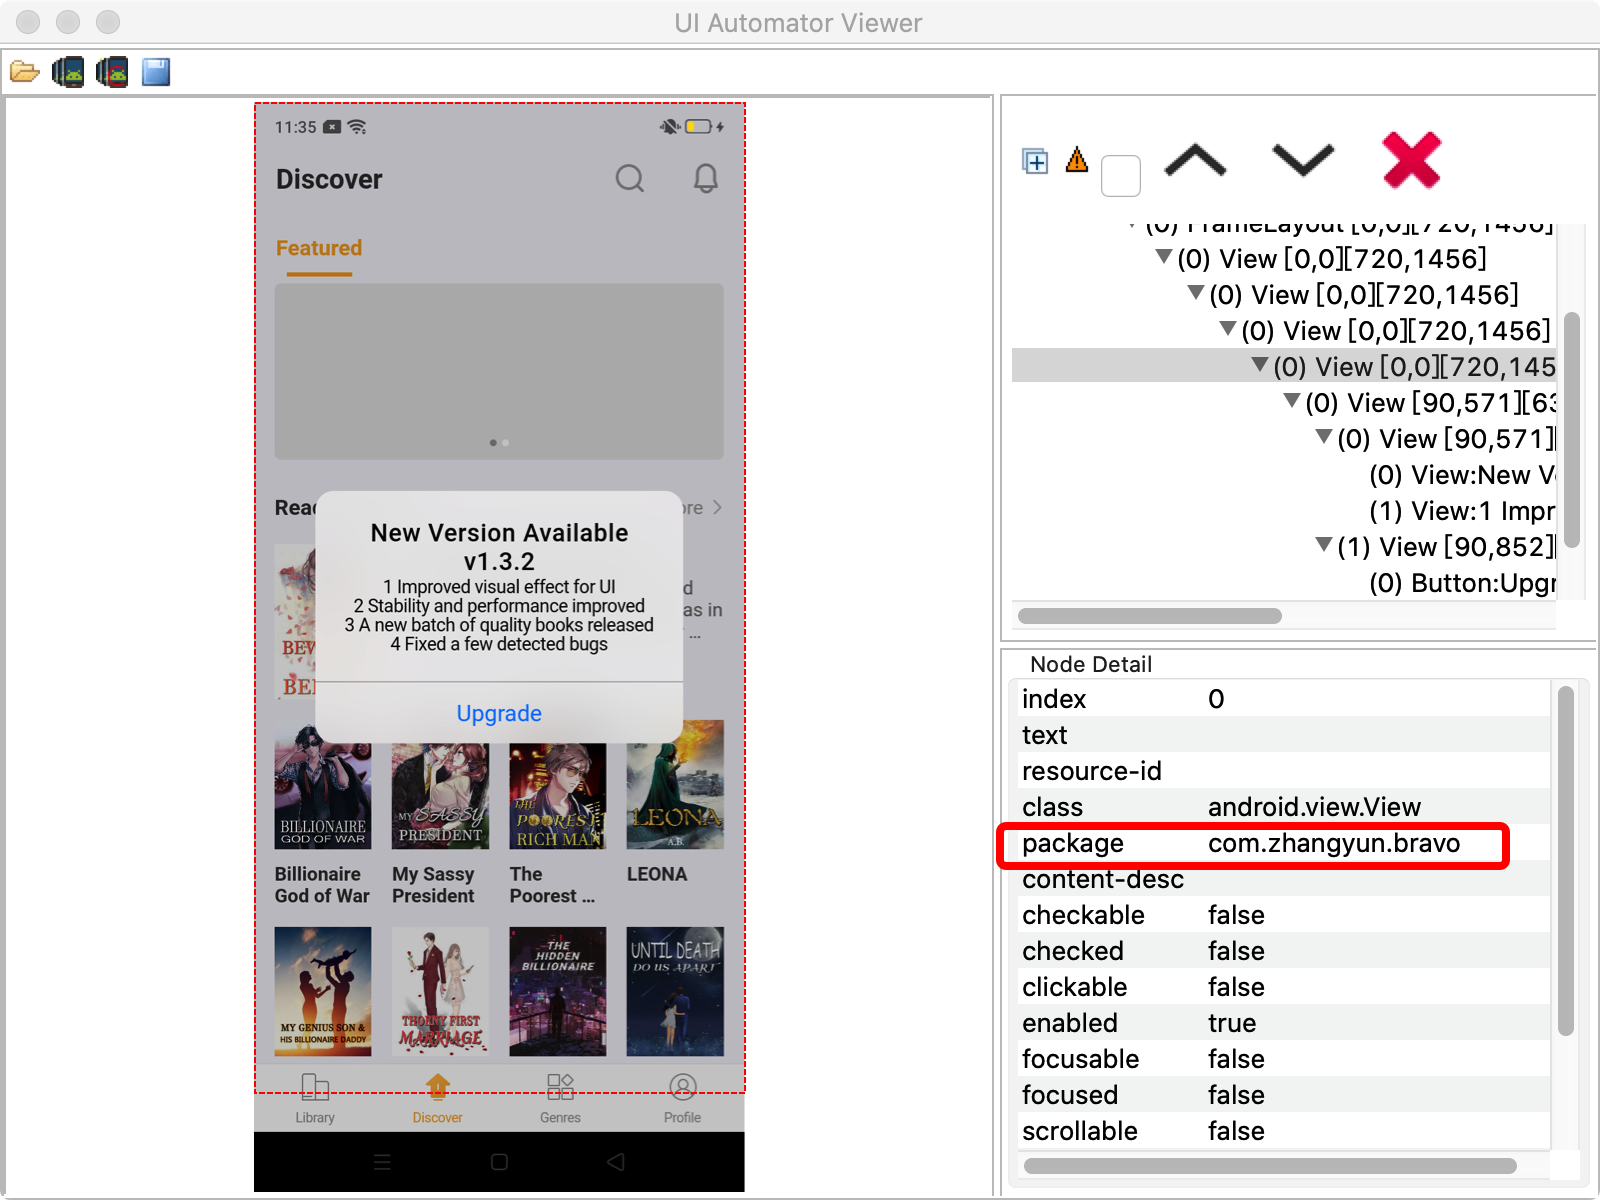 UI Automator Viewer
11:35
Discover
Featured
New Version Available
v1.3.2
1 Improved visual effect for UI
2 Stability and performance improved
3 A new batch of quality books released
4 Fixed a few detected bugs
as in
...
Upgrade
BILLIONAIRE
GOD OF WAR
MY SASSY
PRESIDENT
THE
POOREST
RICH MAN
LEONA
A.B.
Billionaire
God of War
My Sassy
President
The
Poorest ...
LEONA
MY GENIUS SON &
HIS BILLIONAIRE DADDY
THORNY FIRST
MARRIAGE
THE
HIDDEN
BILLIONAIRE
UNTIL DEATH
DO US APART
Library
Discover
Genres
Profile
(0) FrameLayout [0,0][720,1456]
(0) View [0,0][720,1456]
(0) View [0,0][720,1456]
(0) View [0,0][720,1456]
(0) View [0,0][720,145
(0) View [90,571][63
(0) View [90,571]
(0) View:New V
(1) View:1 Impr
(1) View [90,852]
(0) Button:Upgr
Node Detail
index 0
text
resource-id
class android.view.View
package com.zhangyun.bravo
content-desc
checkable false
checked false
clickable false
enabled true
focusable false
focused false
scrollable false